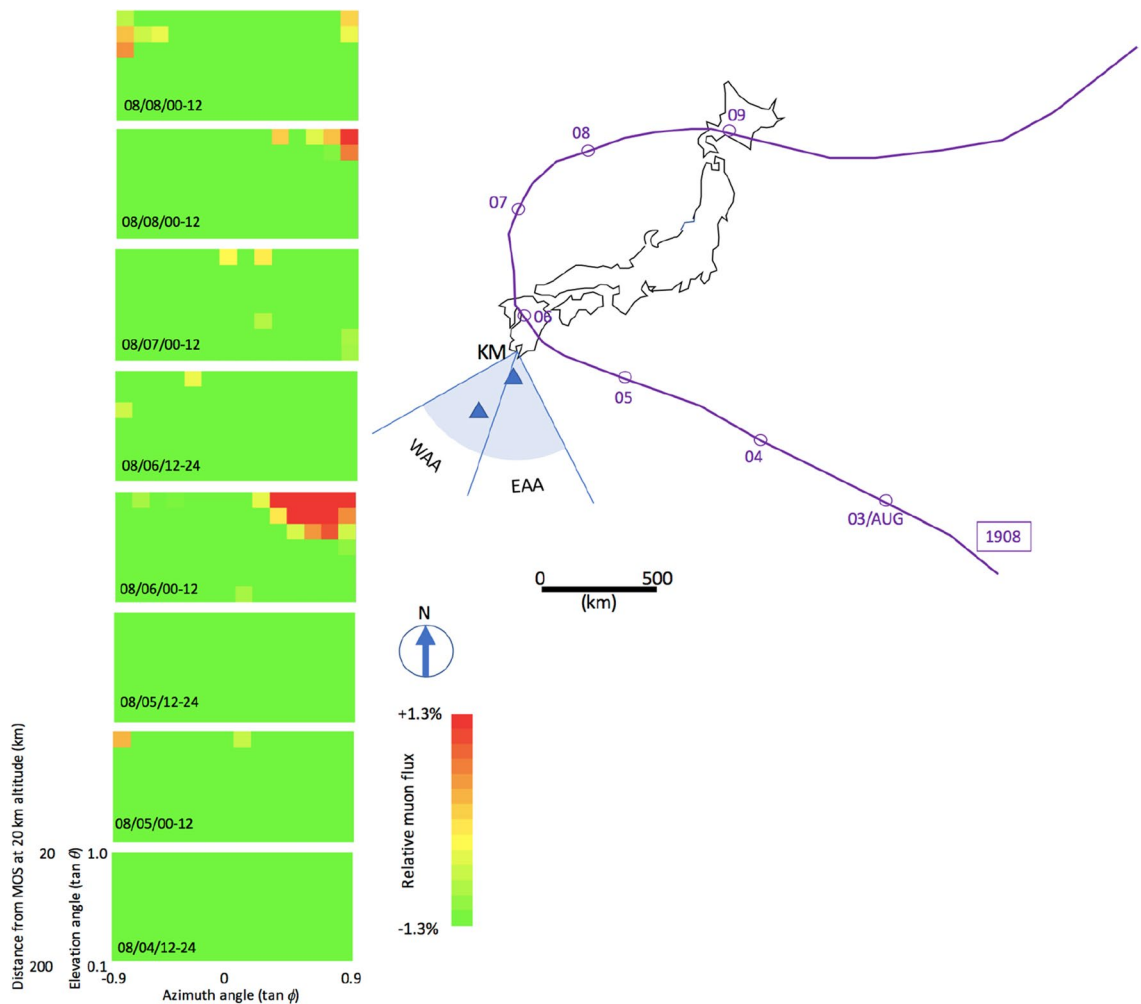 08/08/00-12
08/08/00-12
08/07/00-12
08/06/12-24
08/06/00-12
08/05/12-24
08/05/00-12
08/04/12-24
Distance from MOS at 20 km altitude (km)
20
200
Elevation angle (tan θ)
1.0
0.1
-0.9
0
0.9
Azimuth angle (tan ϕ)
09
08
07
06
KM
05
04
03/AUG
1908
WAA
EAA
0
500
(km)
N
+1.3%
Relative muon flux
-1.3%